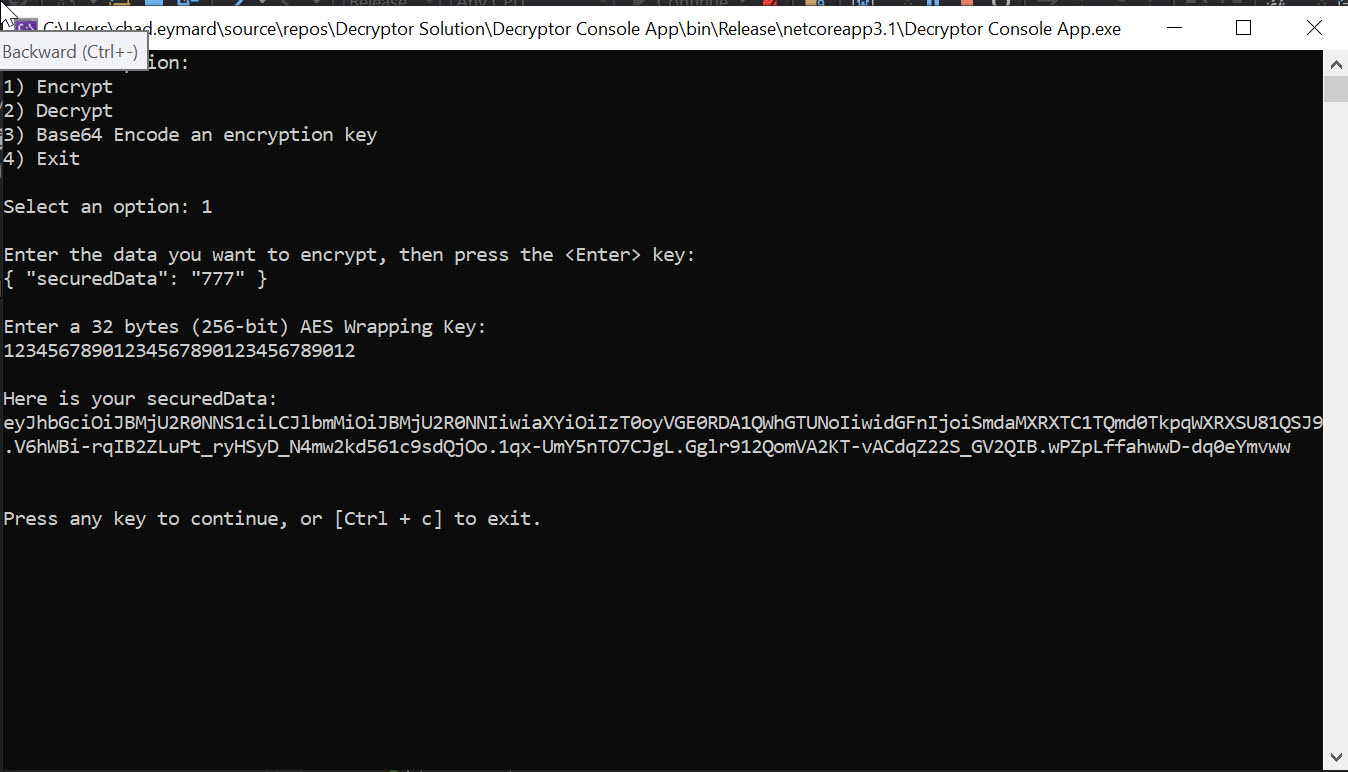 C:\Users\chad.eymard\source\repos\Decryptor Solution\Decryptor Console App\bin\Release\netcoreapp3.1\Decryptor Console App.exe
Backward (Ctrl+-)
1) Encrypt
2) Decrypt
3) Base64 Encode an encryption key
4) Exit
Select an option: 1
Enter the data you want to encrypt, then press the <Enter> key:
{ "securedData": "777" }
Enter a 32 bytes (256-bit) AES Wrapping Key:
12345678901234567890123456789012
Here is your securedData:
eyJhbGciOiJBMjU2R0NNS1ciLCJlbmMiOiJBMjU2R0NNIiwiaXYiOiIzT0oyVGE0RDA1QWhGTUNoIiwidGFnIjoiSmdaMXRXTC1TQmd0TkpqWXRXSU81QSJ9
.V6hWBi-rqIB2ZLuPt_ryHSyD_N4mw2kd561c9sdQjOo.1qx-UmY5nTO7CJgL.Gglr912QomVA2KT-vACdqZ22S_GV2QIB.wPZpLffahwwD-dq0eYmvww
Press any key to continue, or [Ctrl + c] to exit.